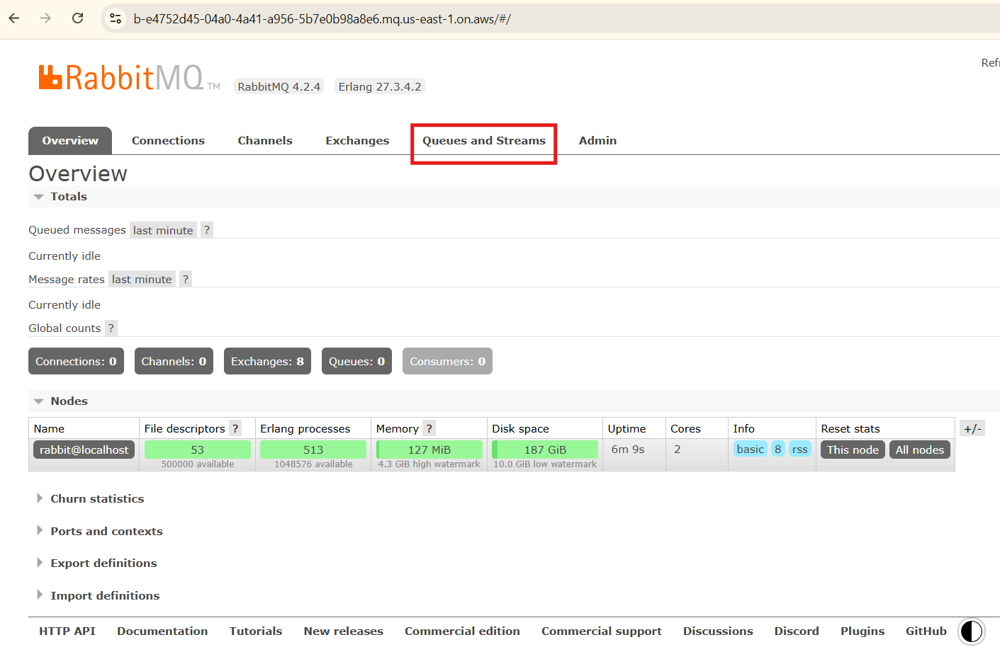 b-e4752d45-04a0-4a41-a956-5b7e0b98a8e6.mq.us-east-1.on.aws/#/
Refr
RabbitMQ TM RabbitMQ 4.2.4 Erlang 27.3.4.2
Overview Connections Channels Exchanges Queues and Streams Admin
Overview
Totals
Queued messages last minute ?
Currently idle
Message rates last minute ?
Currently idle
Global counts ?
Connections: 0 Channels: 0 Exchanges: 8 Queues: 0 Consumers: 0
Nodes
Name File descriptors ? Erlang processes Memory ? Disk space Uptime Cores Info Reset stats +/-
rabbit@localhost 53 513 127 MiB 187 GiB 6m 9s 2 basic 8 rss This node All nodes
500000 available 1048576 available 4.3 GiB high watermark 10.0 GiB low watermark
Churn statistics
Ports and contexts
Export definitions
Import definitions
HTTP API Documentation Tutorials New releases Commercial edition Commercial support Discussions Discord Plugins GitHub